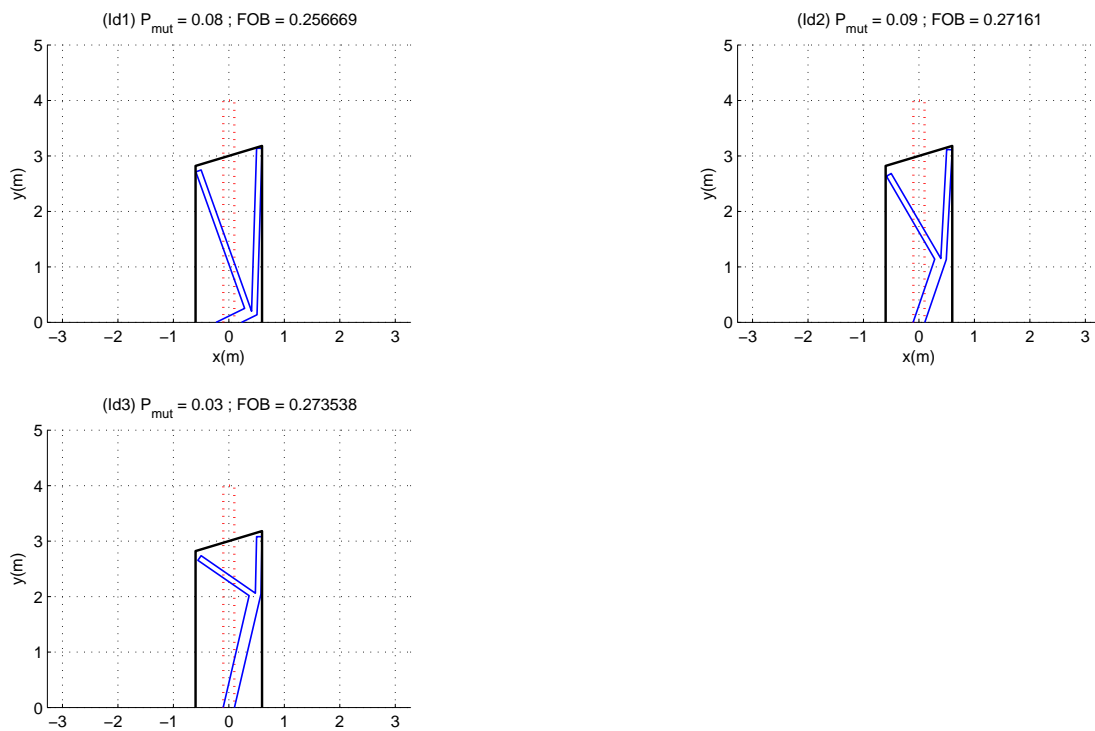 (Id1) P_mut = 0.08 ; FOB = 0.256669
5
4
3
2
1
0
y(m)
−3 −2 −1 0 1 2 3
x(m)
(Id2) P_mut = 0.09 ; FOB = 0.27161
5
4
3
2
1
0
y(m)
−3 −2 −1 0 1 2 3
x(m)
(Id3) P_mut = 0.03 ; FOB = 0.273538
5
4
3
2
1
0
y(m)
−3 −2 −1 0 1 2 3